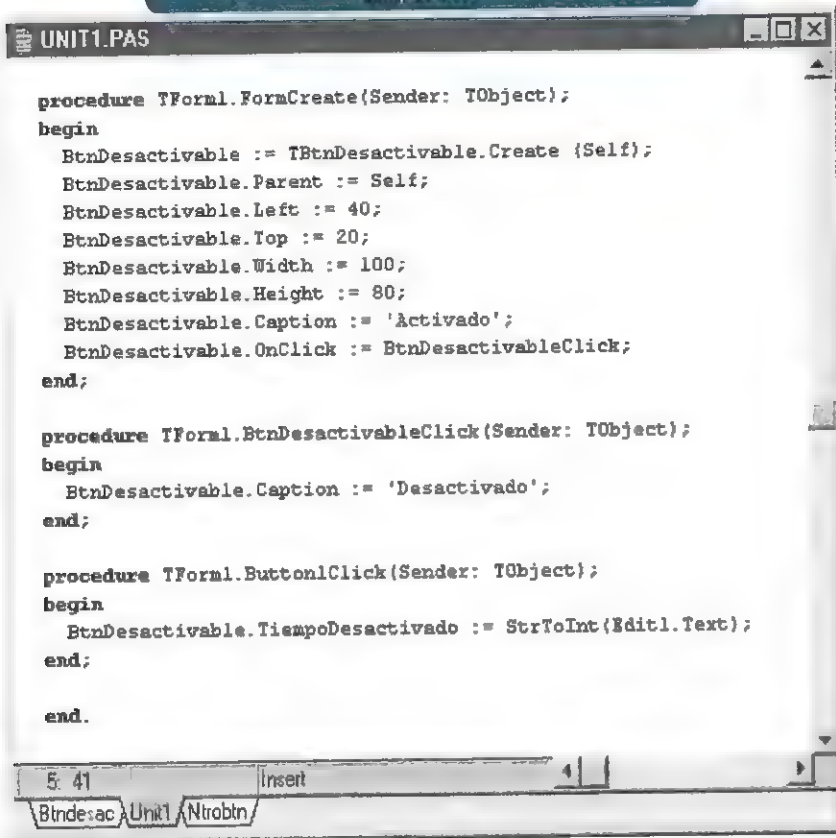 UNIT1.PAS
procedure TForm1.FormCreate(Sender: TObject);
begin
BtnDesactivable := TBtnDesactivable.Create (Self);
BtnDesactivable.Parent := Self;
BtnDesactivable.Left := 40;
BtnDesactivable.Top := 20;
BtnDesactivable.Width := 100;
BtnDesactivable.Height := 80;
BtnDesactivable.Caption := 'Activado';
BtnDesactivable.OnClick := BtnDesactivableClick;
end;
procedure TForm1.BtnDesactivableClick(Sender: TObject);
begin
BtnDesactivable.Caption := 'Desactivado';
end;
procedure TForm1.Button1Click(Sender: TObject);
begin
BtnDesactivable.TiempoDesactivado := StrToInt(Edit1.Text);
end;
end.
5: 41 Insert
Btndesac Unit1 Ntrobtn